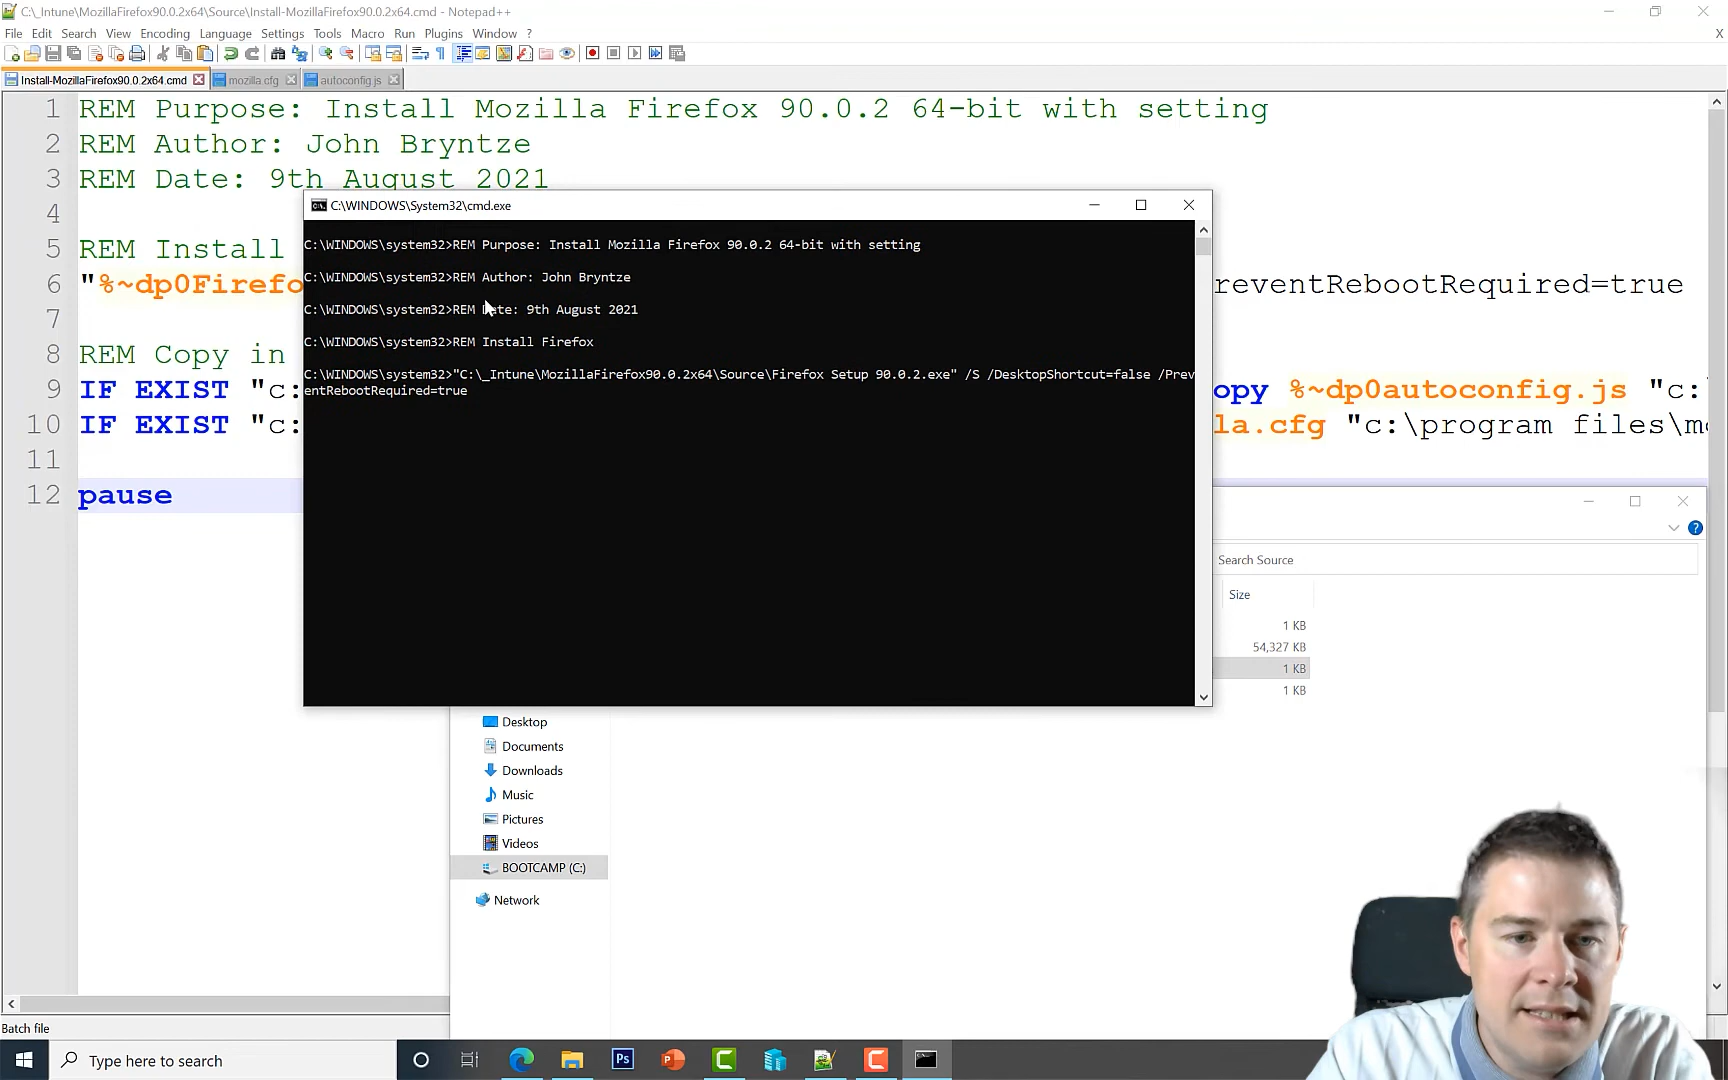 C:\_Intune\MozillaFirefox90.0.2x64\Source\Install-MozillaFirefox90.0.2x64.cmd - Notepad++
File Edit Search View Encoding Language Settings Tools Macro Run Plugins Window ? X
Install-MozillaFirefox90.0.2x64.cmd mozilla.cfg autoconfig.js
1 REM Purpose: Install Mozilla Firefox 90.0.2 64-bit with setting
2 REM Author: John Bryntze
3 REM Date: 9th August 2021
4
5 REM Install
6 "%~dp0Firefo
reventRebootRequired=true
7
8 REM Copy in
9 IF EXIST "c:
opy %~dp0autoconfig.js "c:
10 IF EXIST "c:
la.cfg "c:\program files\mo
11
12 pause
C:\WINDOWS\System32\cmd.exe
C:\WINDOWS\system32>REM Purpose: Install Mozilla Firefox 90.0.2 64-bit with setting
C:\WINDOWS\system32>REM Author: John Bryntze
C:\WINDOWS\system32>REM Date: 9th August 2021
C:\WINDOWS\system32>REM Install Firefox
C:\WINDOWS\system32>"C:\_Intune\MozillaFirefox90.0.2x64\Source\Firefox Setup 90.0.2.exe" /S /DesktopShortcut=false /Prev
entRebootRequired=true
Search Source
Size
1 KB
54,327 KB
1 KB
1 KB
Desktop
Documents
Downloads
Music
Pictures
Videos
BOOTCAMP (C:)
Network
Batch file
Type here to search
Ps